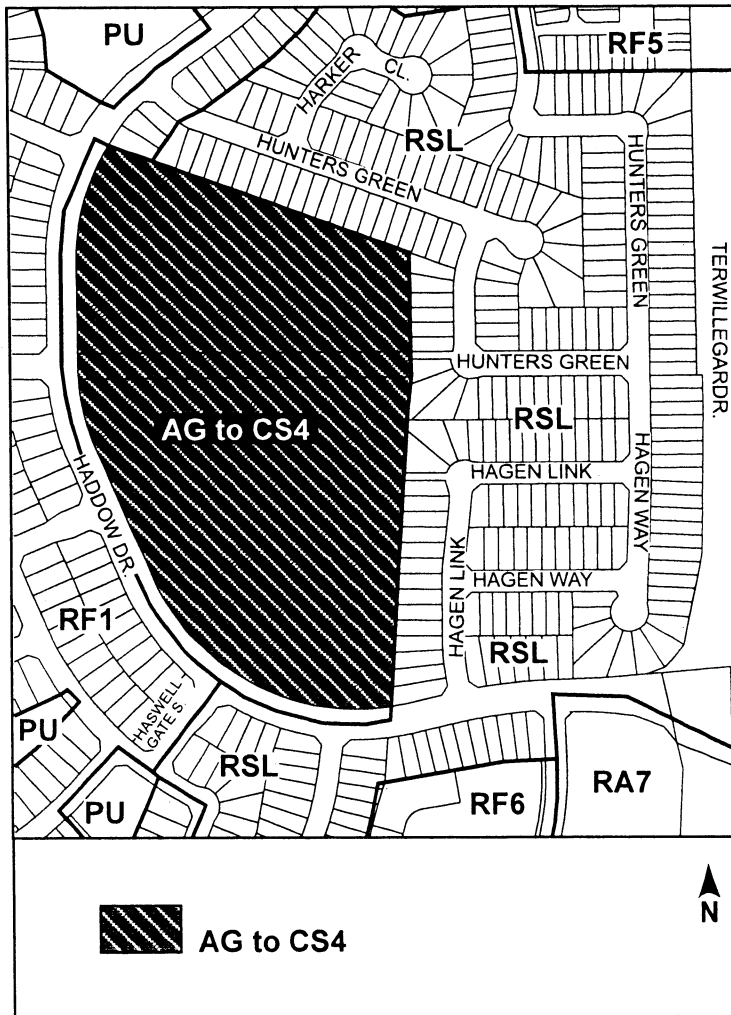 PU
RF5
HARKER
CL.
RSL
HUNTERS GREEN
HUNTERS GREEN
TERWILLEGAR DR.
HUNTERS GREEN
AG to CS4
RSL
HAGEN LINK
HAGEN WAY
HADDOW DR.
HAGEN LINK
HAGEN WAY
RF1
RSL
HASWELL
GATE S.
PU
RSL
RA7
PU
RF6
AG to CS4
N